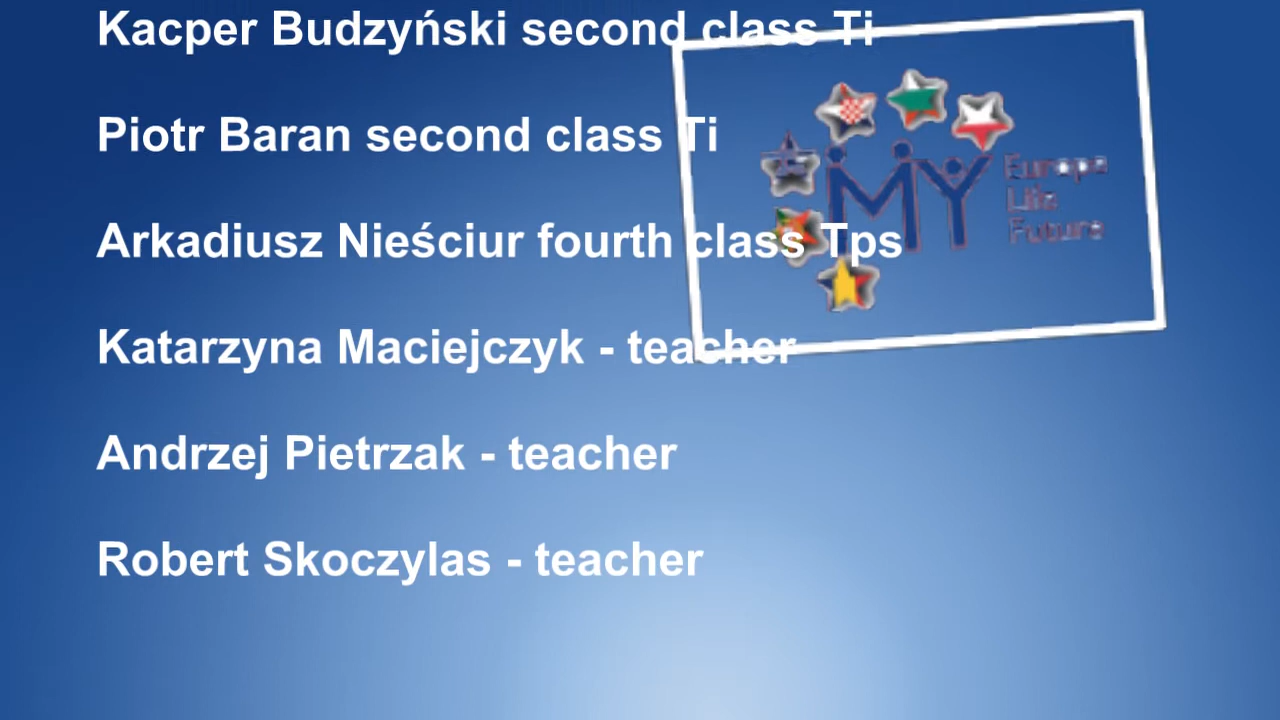 Kacper Budzyński second class Ti
Piotr Baran second class Ti
Arkadiusz Nieściur fourth class Tps
Katarzyna Maciejczyk - teacher
Andrzej Pietrzak - teacher
Robert Skoczylas - teacher
MY
Europe
Life
Future